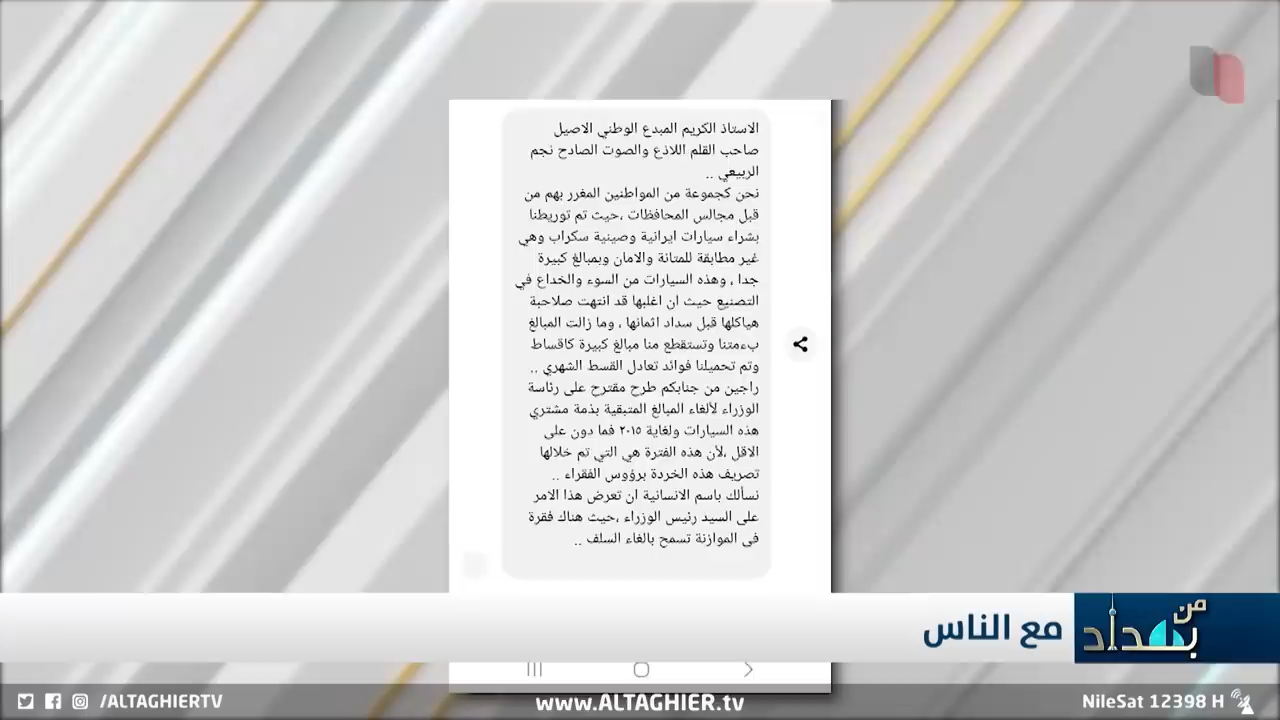 الاستاذ الكريم المبدع الوطني الاصيل
صاحب القلم اللاذع والصوت الصادح نجم
الربيعي ..
نحن كجموعة من المواطنين المغرر بهم من
قبل مجالس المحافظات ،حيث تم توريطنا
بشراء سيارات ايرانية وصينية سكراب وهي
غير مطابقة للمتانة والامان وبمبالغ كبيرة
جدا ، وهذه السيارات من السوء والخداع في
التصنيع حيث ان اغلبها قد انتهت صلاحبة
هياكلها قبل سداد اثمانها ، وما زالت المبالغ
بءمتنا وتستقطع منا مبالغ كبيرة كاقساط
وتم تحميلنا فوائد تعادل القسط الشهري ..
راجين من جنابكم طرح مقترح على رئاسة
الوزراء لألغاء المبالغ المتبقية بذمة مشتري
هذه السيارات ولغاية ٢٠١٥ فما دون على
الاقل ،لأن هذه الفترة هي التي تم خلالها
تصريف هذه الخردة برؤوس الفقراء ..
نسألك باسم الانسانية ان تعرض هذا الامر
على السيد رئيس الوزراء ،حيث هناك فقرة
في الموازنة تسمح بالغاء السلف ..
من بغداد
مع الناس
/ALTAGHIERTV
www.ALTAGHIER.tv
NileSat 12398 H